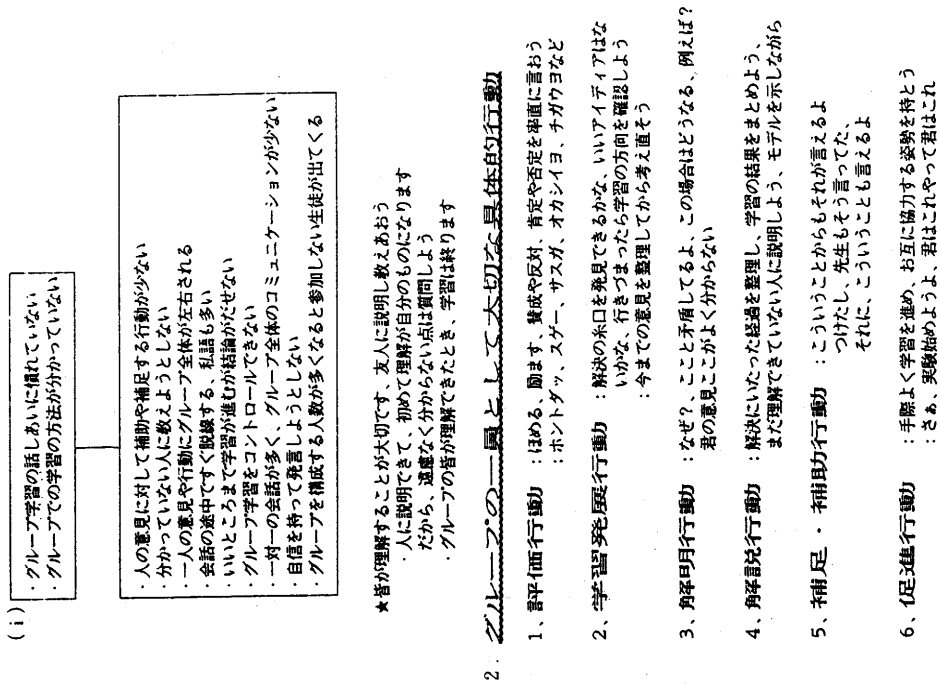 (i)
・グループ学習の話しあいに慣れていない
・グループでの学習の方法が分かっていない
・人の意見に対して補助や補足する行動が少ない
・分かっていない人に教えようとしない
・一人の意見や行動にグループ全体が左右される
・会話の途中ですぐ脱線する、私語も多い
・いいところまで学習が進むが結論がだせない
・グループ学習をコントロールできない
・一対一の会話が多く、グループ全体のコミュニケーションが少ない
・自信を持って発言しようとしない
・グループを構成する人数が多くなると参加しない生徒が出てくる
★皆が理解することが大切です、友人に説明し教えあおう
・人に説明できて、初めて理解が自分のものになります
だから、遠慮なく分からない点は質問しよう
・グループの皆が理解できたとき、学習は終ります
2. グループの一員として大切な具体的行動
1、評価行動 :ほめる、励ます、賛成や反対、肯定や否定を率直に言おう
:ホントダッ、スゲー、サスガ、オカシイヨ、チガウヨなど
2、学習発展行動 :解決の糸口を発見できるかな、いいアイディアはな
いかな、行きづまったら学習の方向を確認しよう
:今までの意見を整理してから考え直そう
3、解明行動 :なぜ?、ここと矛盾してるよ、この場合はどうなる、例えば?
君の意見ここがよく分からない
4、解説行動 :解決にいたった経過を整理し、学習の結果をまとめよう、
まだ理解できていない人に説明しよう、モデルを示しながら
5、補足・補助行動 :こういうことからもそれが言えるよ
つけたし、先生もそう言ってた、
それに、こういうことも言えるよ
6、促進行動 :手際よく学習を進め、お互に協力する姿勢を持とう
:さぁ、実験始めようよ、君はこれやって君はこれ